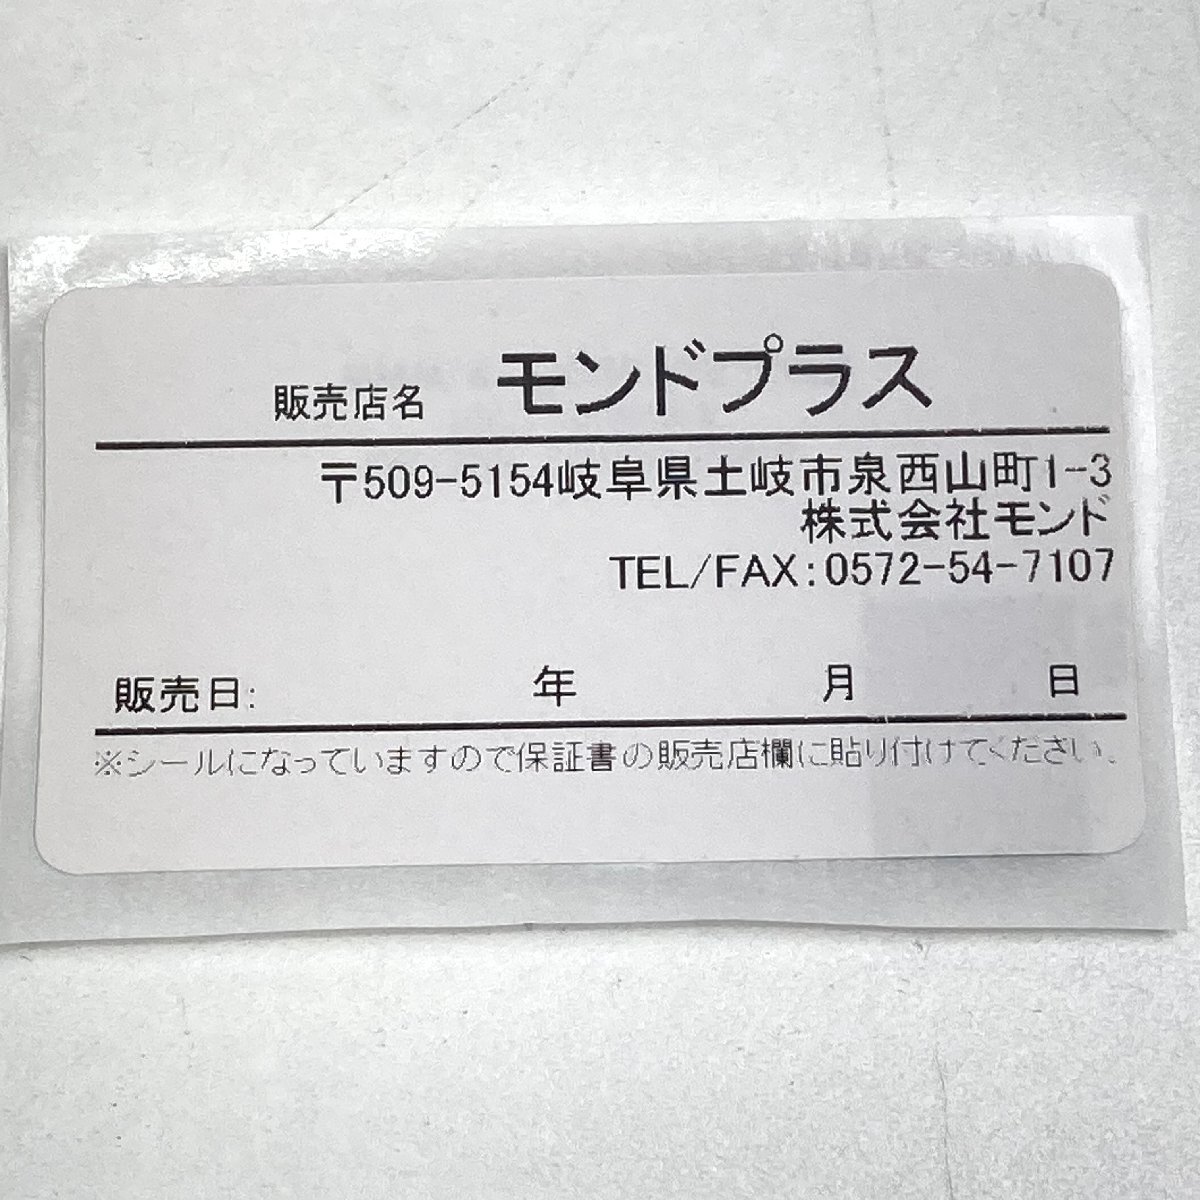 販売店名 モンドプラス
〒509-5154岐阜県土岐市泉西山町1-3
株式会社モンド
TEL/FAX:0572-54-7107
販売日: 年 月 日
※シールになっていますので保証書の販売店欄に貼り付けてください。